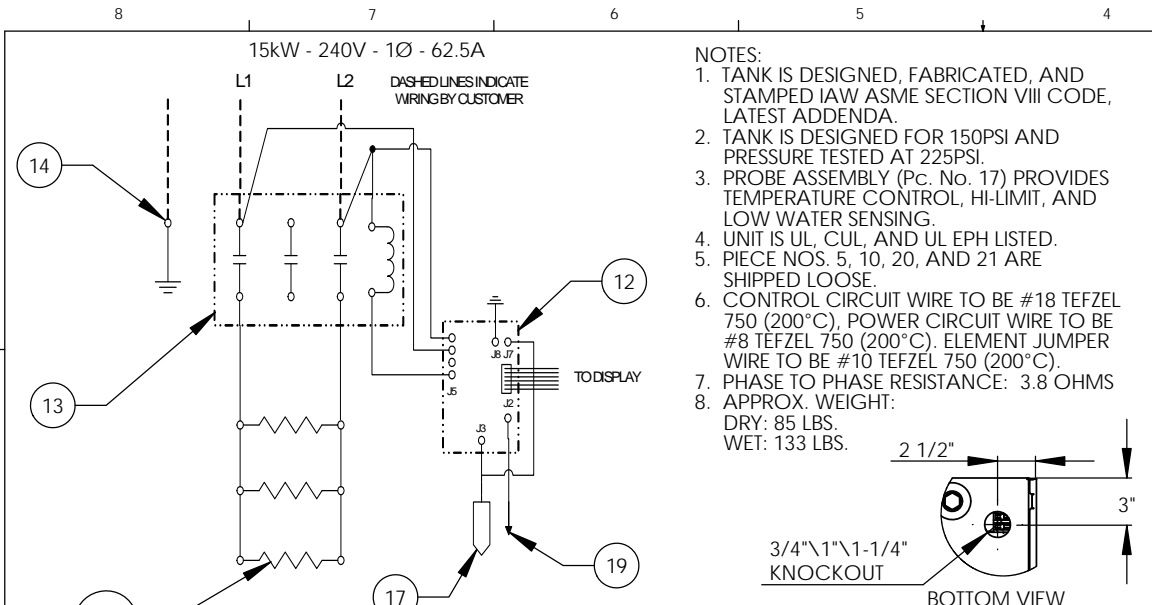 8 7 6 5 4
15kW - 240V - 1Ø - 62.5A
L1 L2
DASHED LINES INDICATE
WIRING BY CUSTOMER
14
13
12
J8 J7
J5
J2
J3
TO DISPLAY
17
19
NOTES:
1. TANK IS DESIGNED, FABRICATED, AND
STAMPED IAW ASME SECTION VIII CODE,
LATEST ADDENDA.
2. TANK IS DESIGNED FOR 150PSI AND
PRESSURE TESTED AT 225PSI.
3. PROBE ASSEMBLY (Pc. No. 17) PROVIDES
TEMPERATURE CONTROL, HI-LIMIT, AND
LOW WATER SENSING.
4. UNIT IS UL, CUL, AND UL EPH LISTED.
5. PIECE NOS. 5, 10, 20, AND 21 ARE
SHIPPED LOOSE.
6. CONTROL CIRCUIT WIRE TO BE #18 TEFZEL
750 (200°C), POWER CIRCUIT WIRE TO BE
#8 TEFZEL 750 (200°C). ELEMENT JUMPER
WIRE TO BE #10 TEFZEL 750 (200°C).
7. PHASE TO PHASE RESISTANCE: 3.8 OHMS
8. APPROX. WEIGHT:
DRY: 85 LBS.
WET: 133 LBS.
2 1/2"
3"
3/4"\1"\1-1/4"
KNOCKOUT
BOTTOM VIEW